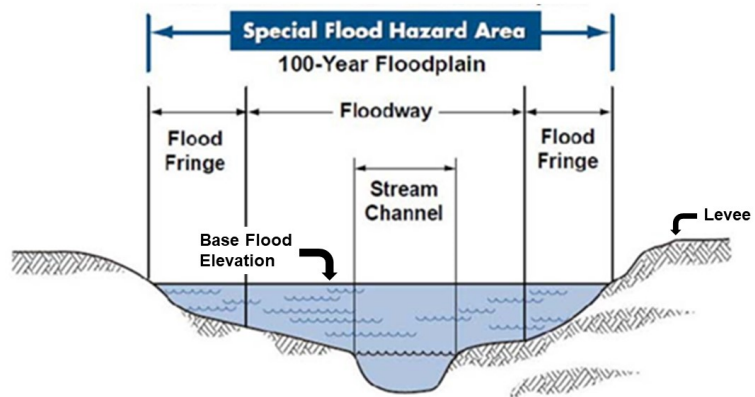 Special Flood Hazard Area
100-Year Floodplain
Floodway
Flood
Fringe
Flood
Fringe
Stream
Channel
Levee
Base Flood
Elevation